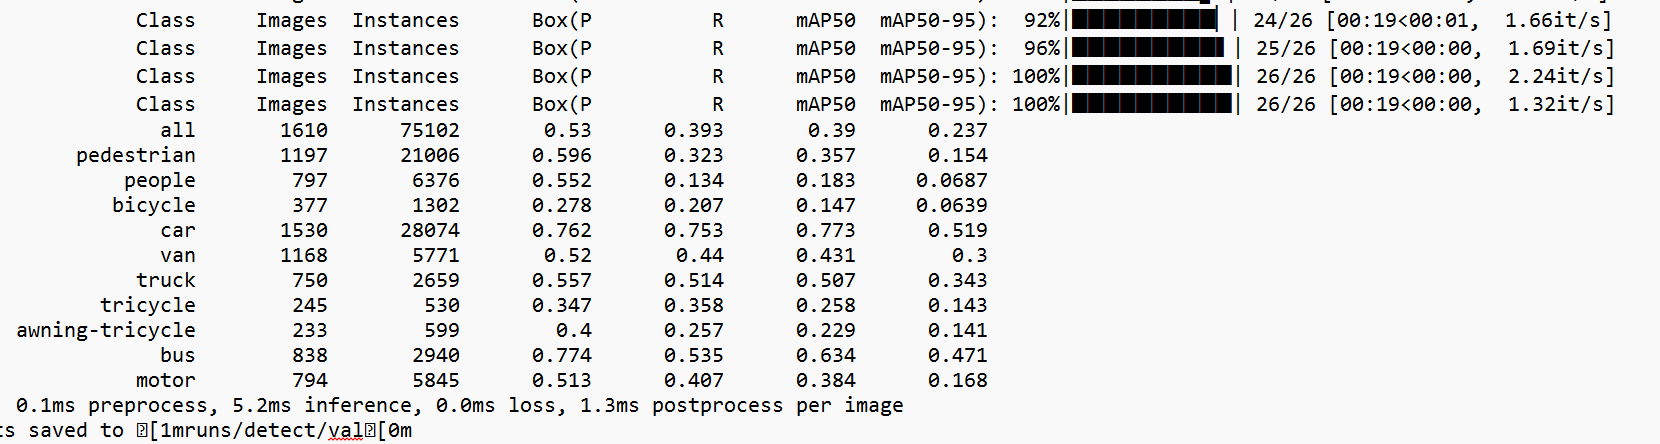 Class Images Instances Box(P R mAP50 mAP50-95): 92%| | 24/26 [00:19<00:01, 1.66it/s]
Class Images Instances Box(P R mAP50 mAP50-95): 96%| | 25/26 [00:19<00:00, 1.69it/s]
Class Images Instances Box(P R mAP50 mAP50-95): 100%| | 26/26 [00:19<00:00, 2.24it/s]
Class Images Instances Box(P R mAP50 mAP50-95): 100%| | 26/26 [00:19<00:00, 1.32it/s]
all 1610 75102 0.53 0.393 0.39 0.237
pedestrian 1197 21006 0.596 0.323 0.357 0.154
people 797 6376 0.552 0.134 0.183 0.0687
bicycle 377 1302 0.278 0.207 0.147 0.0639
car 1530 28074 0.762 0.753 0.773 0.519
van 1168 5771 0.52 0.44 0.431 0.3
truck 750 2659 0.557 0.514 0.507 0.343
tricycle 245 530 0.347 0.358 0.258 0.143
awning-tricycle 233 599 0.4 0.257 0.229 0.141
bus 838 2940 0.774 0.535 0.634 0.471
motor 794 5845 0.513 0.407 0.384 0.168
0.1ms preprocess, 5.2ms inference, 0.0ms loss, 1.3ms postprocess per image
ts saved to [1mruns/detect/val[0m